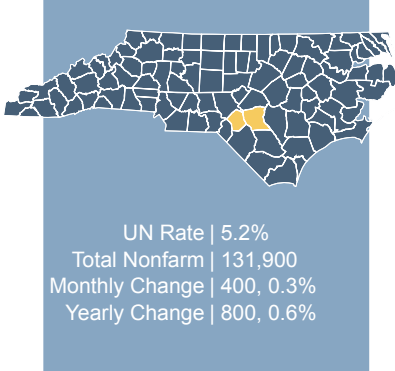 UN Rate | 5.2%
Total Nonfarm | 131,900
Monthly Change | 400, 0.3%
Yearly Change | 800, 0.6%